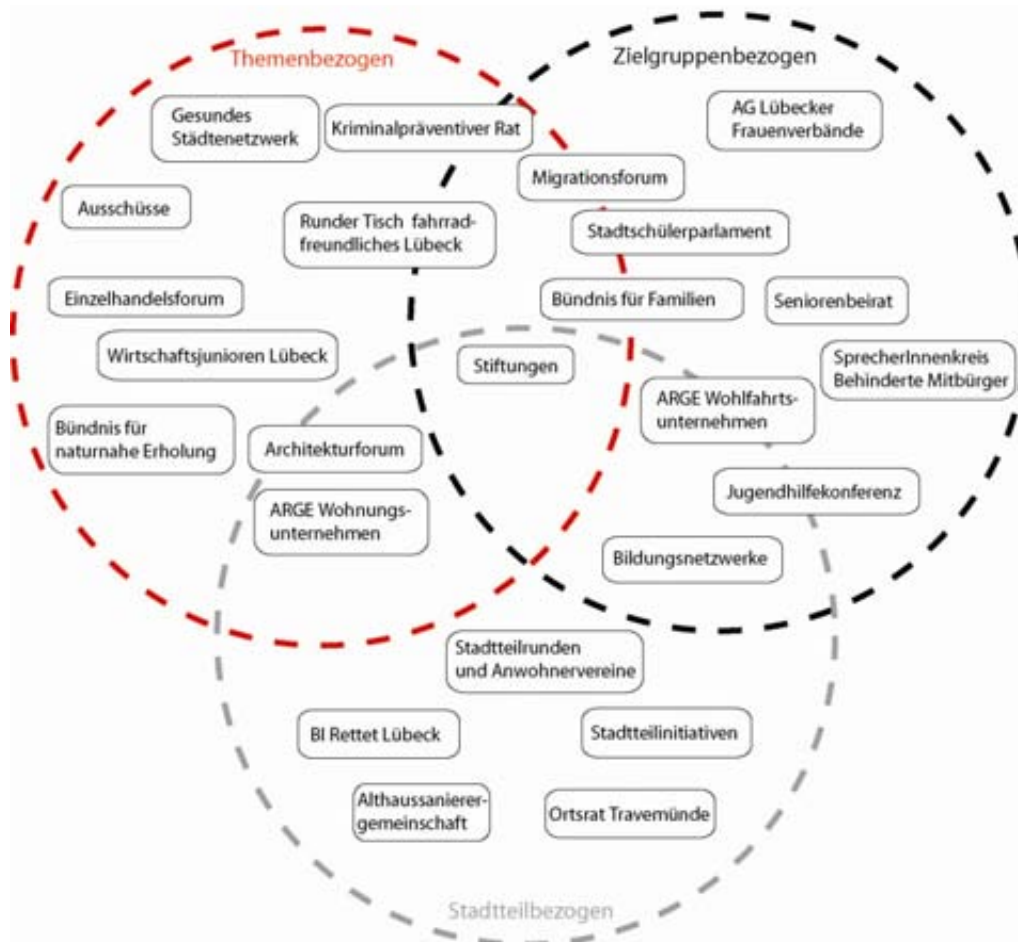 Themenbezogen
Zielgruppenbezogen
Gesundes
Städtenetzwerk
Kriminalpräventiver Rat
AG Lübecker
Frauenverbände
Migrationsforum
Ausschüsse
Runder Tisch fahrrad-
freundliches Lübeck
Stadtschülerparlament
Einzelhandelsforum
Bündnis für Familien
Seniorenbeirat
Wirtschaftsjunioren Lübeck
Stiftungen
SprecherInnenkreis
Behinderte Mitbürger
ARGE Wohlfahrts-
unternehmen
Bündnis für
naturnahe Erholung
Architekturforum
Jugendhilfekonferenz
ARGE Wohnungs-
unternehmen
Bildungsnetzwerke
Stadtteilrunden
und Anwohnervereine
BI Rettet Lübeck
Stadtteilinitiativen
Althaussanierer-
gemeinschaft
Ortsrat Travemünde
Stadtteilbezogen